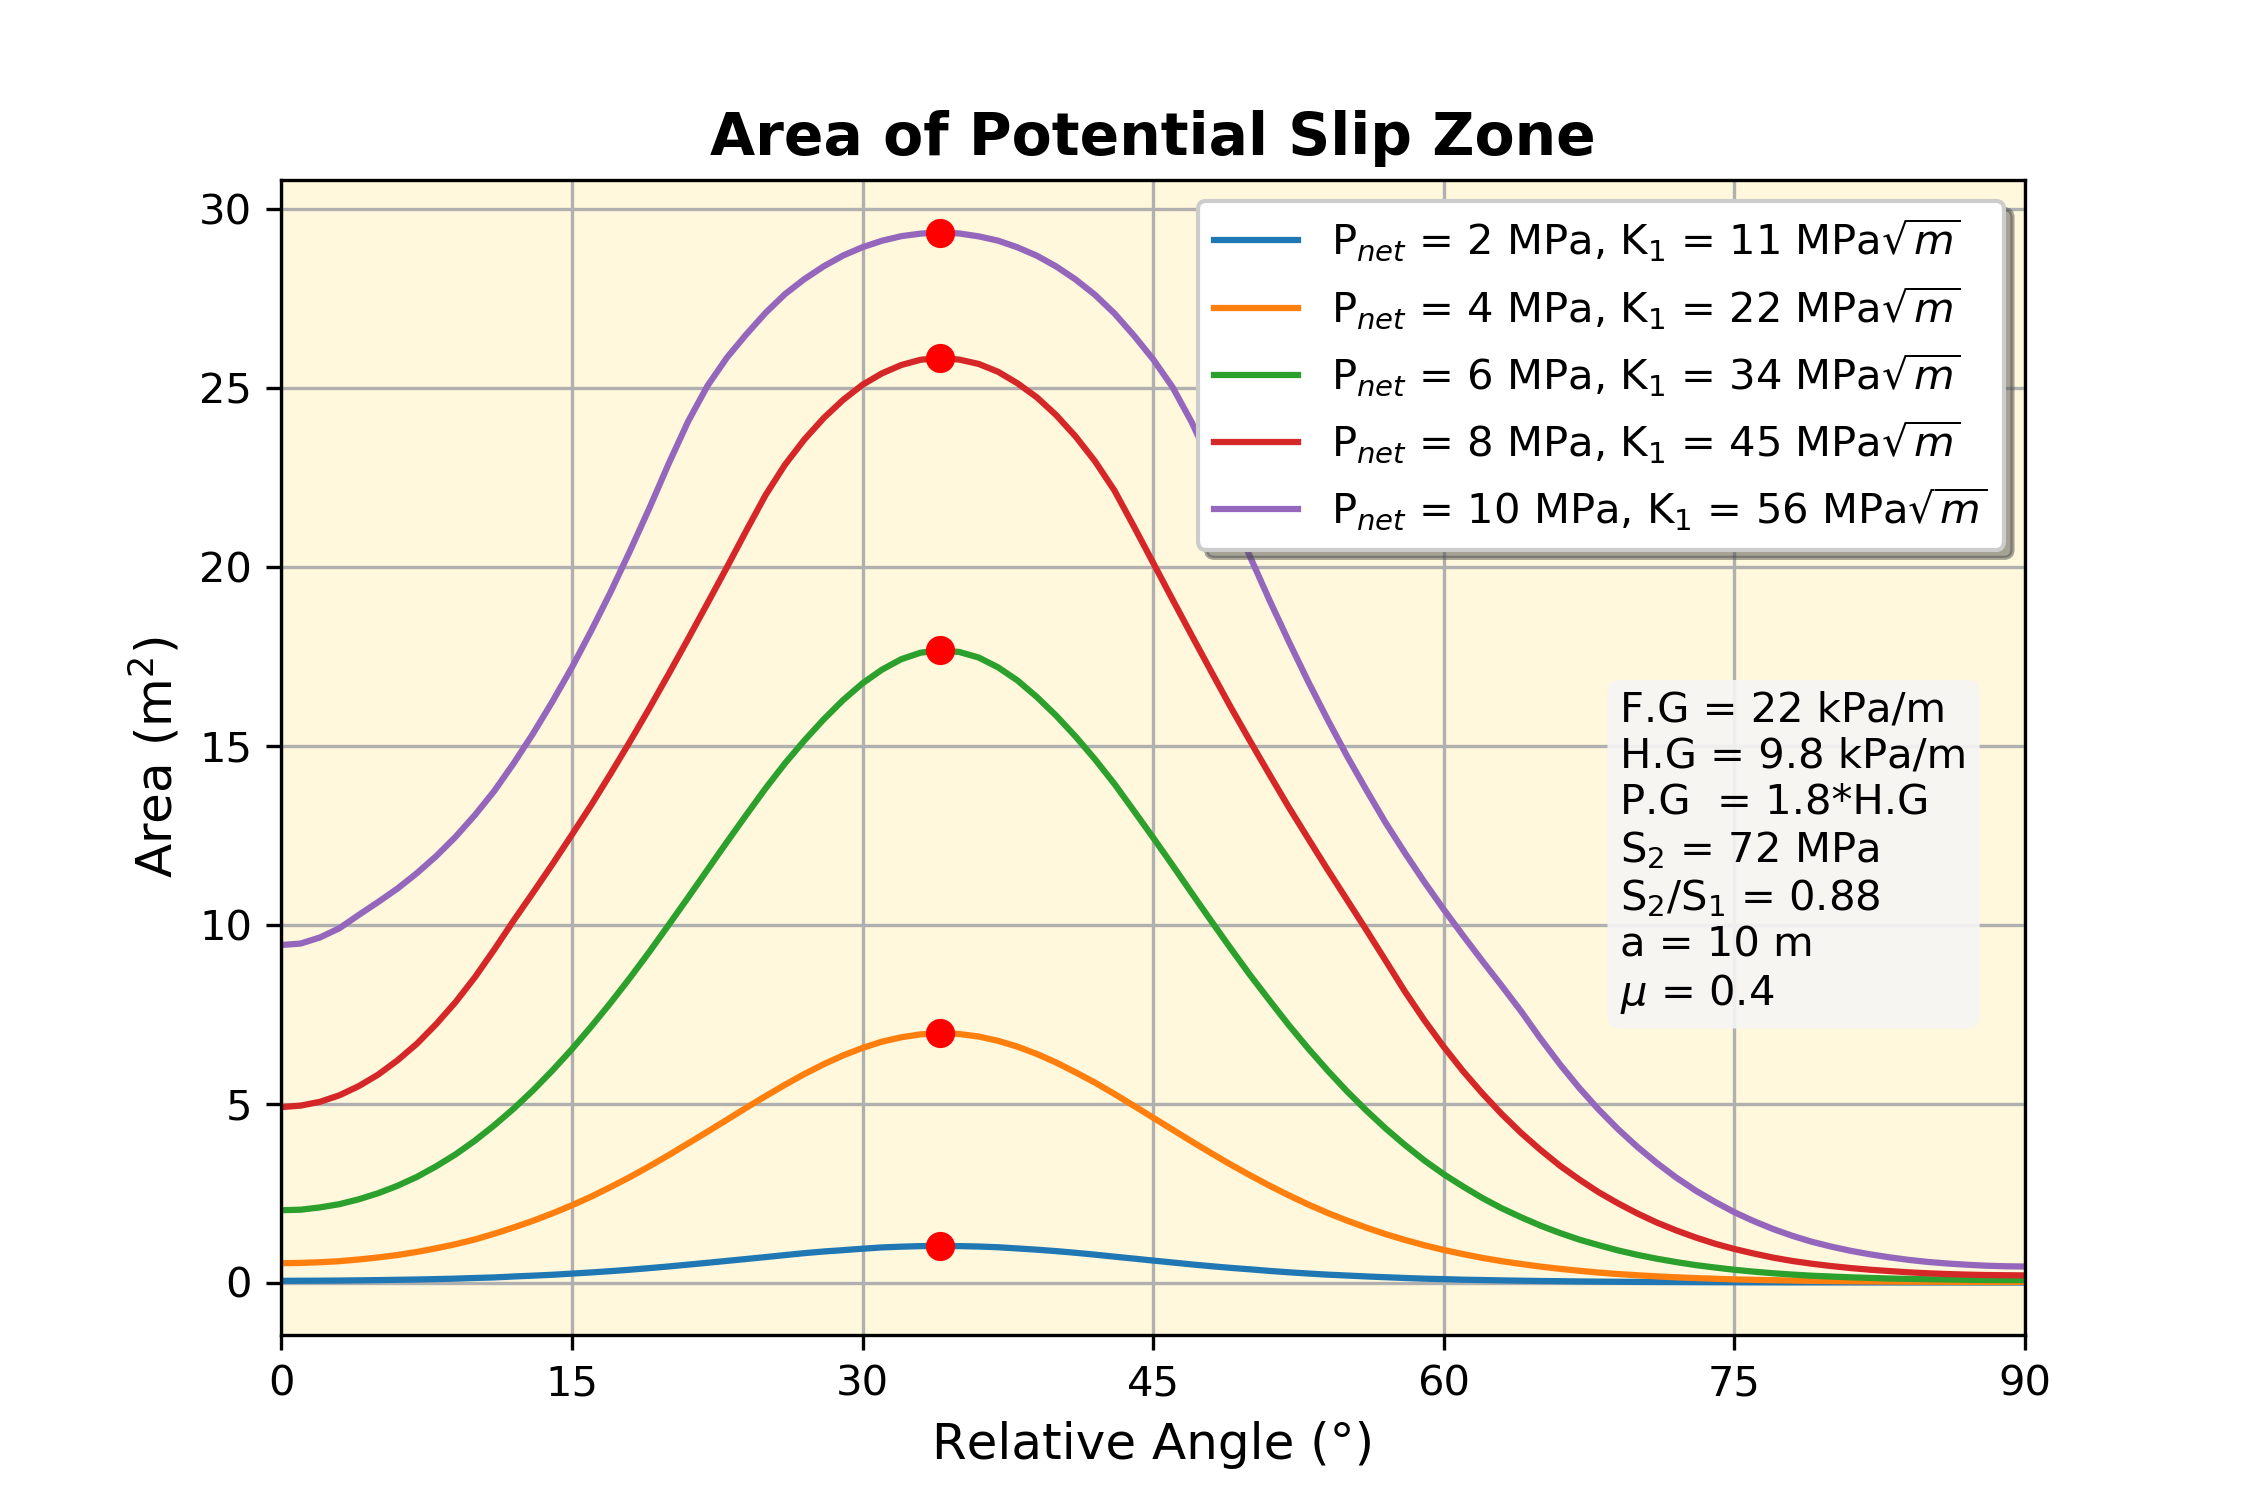 Area of Potential Slip Zone
30
25
20
15
10
5
0
Area (m²)
0 15 30 45 60 75 90
Relative Angle (°)
Pₙₑₜ = 2 MPa, K₁ = 11 MPa√m
Pₙₑₜ = 4 MPa, K₁ = 22 MPa√m
Pₙₑₜ = 6 MPa, K₁ = 34 MPa√m
Pₙₑₜ = 8 MPa, K₁ = 45 MPa√m
Pₙₑₜ = 10 MPa, K₁ = 56 MPa√m
F.G = 22 kPa/m
H.G = 9.8 kPa/m
P.G = 1.8*H.G
S₂ = 72 MPa
S₂/S₁ = 0.88
a = 10 m
μ = 0.4